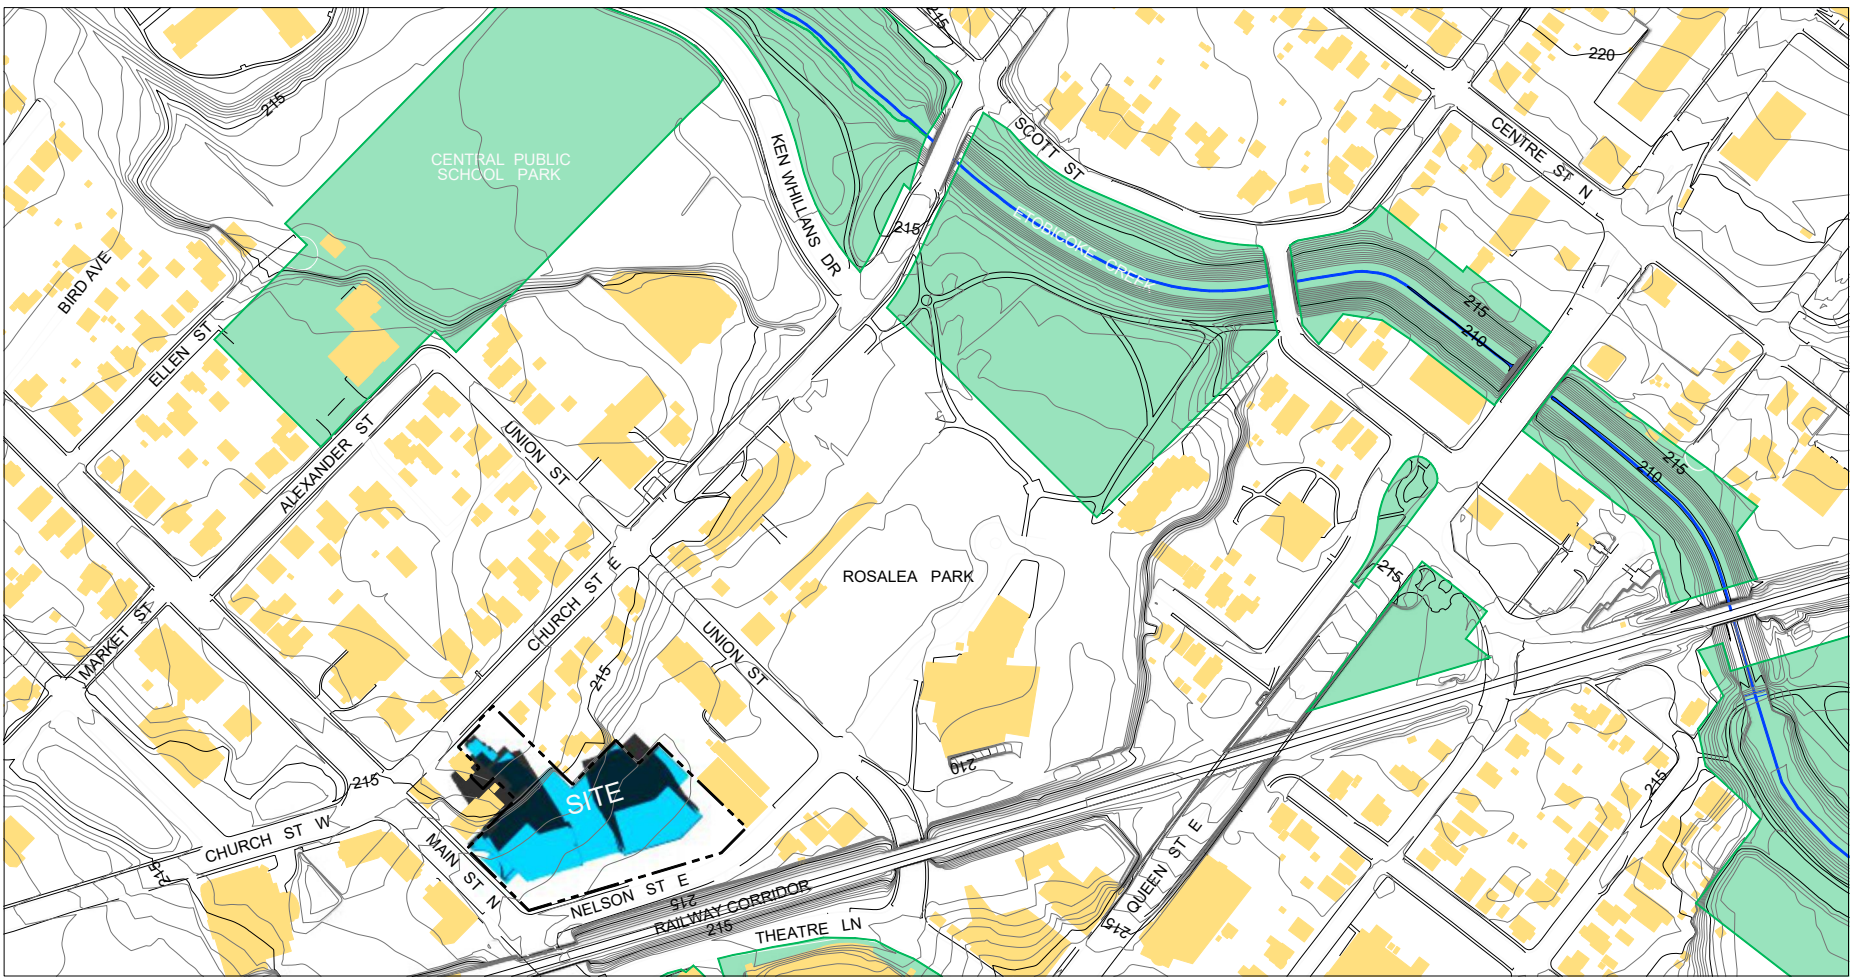 215
220
215
CENTRAL PUBLIC
SCHOOL PARK
KEN WHILLANS DR
SCOTT ST
CENTRE ST N
215
ETOBICOKE CREEK
BIRD AVE
ELLEN ST
215
210
ALEXANDER ST
UNION ST
215
210
MARKET ST
CHURCH ST E
ROSALEA PARK
215
UNION ST
215
210
215
215
SITE
CHURCH ST W
MAIN ST N
215
NELSON ST E
215
RAILWAY CORRIDOR
215
THEATRE LN
QUEEN ST E
215